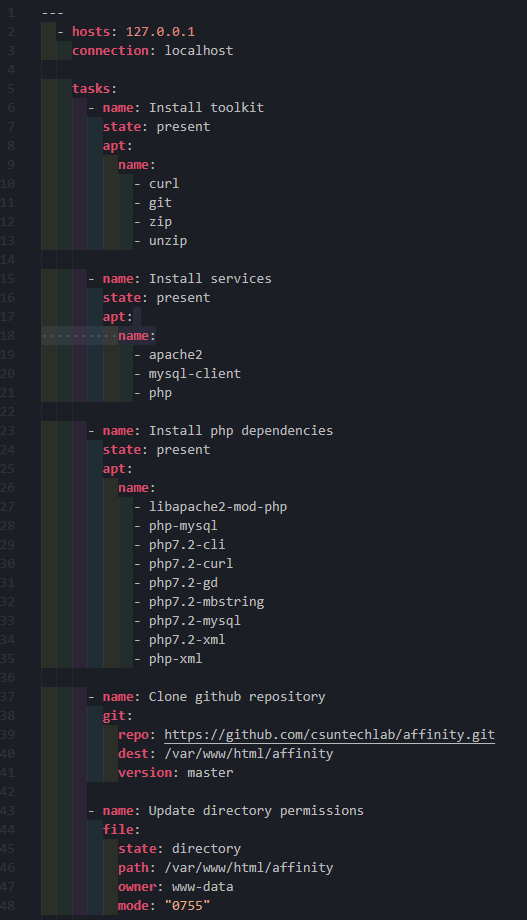 1 ---
2   - hosts: 127.0.0.1
3     connection: localhost
4
5     tasks:
6       - name: Install toolkit
7         state: present
8         apt:
9           name:
10             - curl
11             - git
12             - zip
13             - unzip
14
15       - name: Install services
16         state: present
17         apt:
18           name:
19             - apache2
20             - mysql-client
21             - php
22
23       - name: Install php dependencies
24         state: present
25         apt:
26           name:
27             - libapache2-mod-php
28             - php-mysql
29             - php7.2-cli
30             - php7.2-curl
31             - php7.2-gd
32             - php7.2-mbstring
33             - php7.2-mysql
34             - php7.2-xml
35             - php-xml
36
37       - name: Clone github repository
38         git:
39           repo: https://github.com/csuntechlab/affinity.git
40           dest: /var/www/html/affinity
41           version: master
42
43       - name: Update directory permissions
44         file:
45           state: directory
46           path: /var/www/html/affinity
47           owner: www-data
48           mode: "0755"